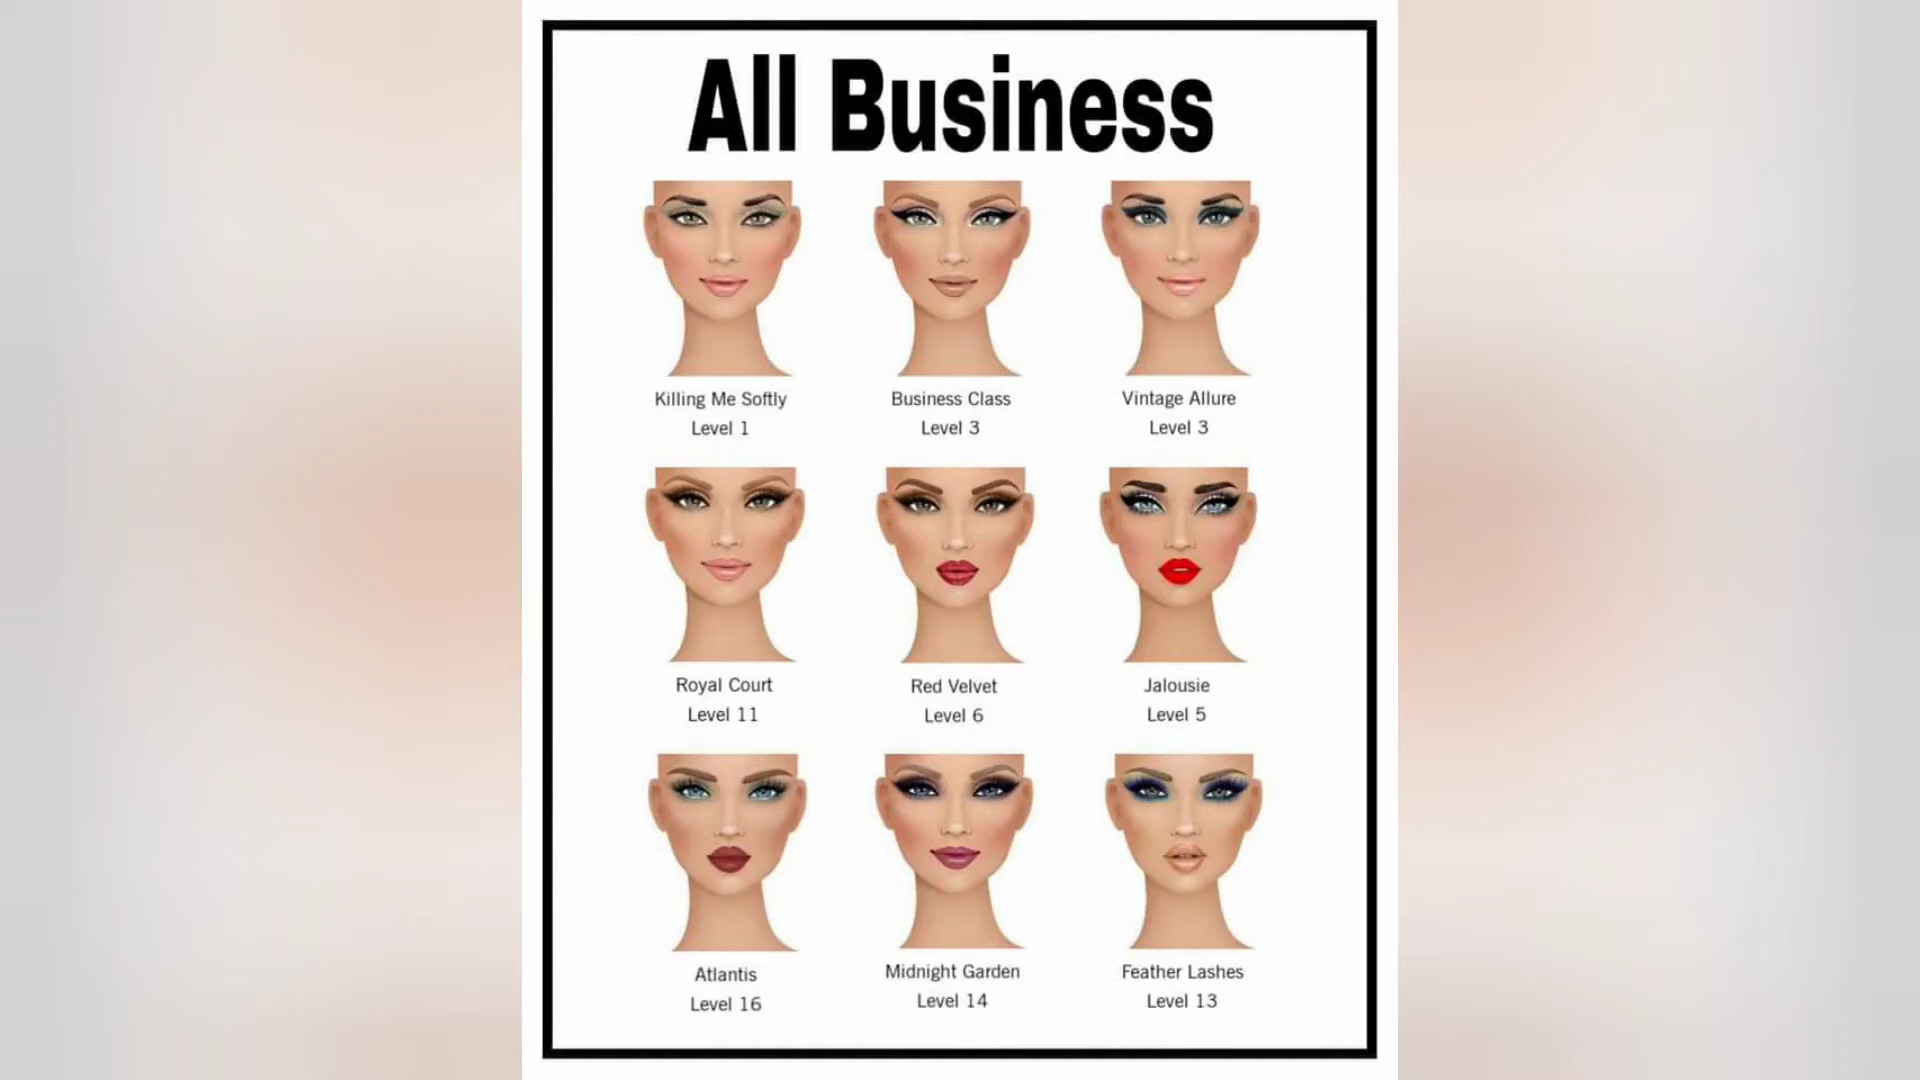 All Business
Killing Me Softly
Level 1
Business Class
Level 3
Vintage Allure
Level 3
Royal Court
Level 11
Red Velvet
Level 6
Jalousie
Level 5
Atlantis
Level 16
Midnight Garden
Level 14
Feather Lashes
Level 13